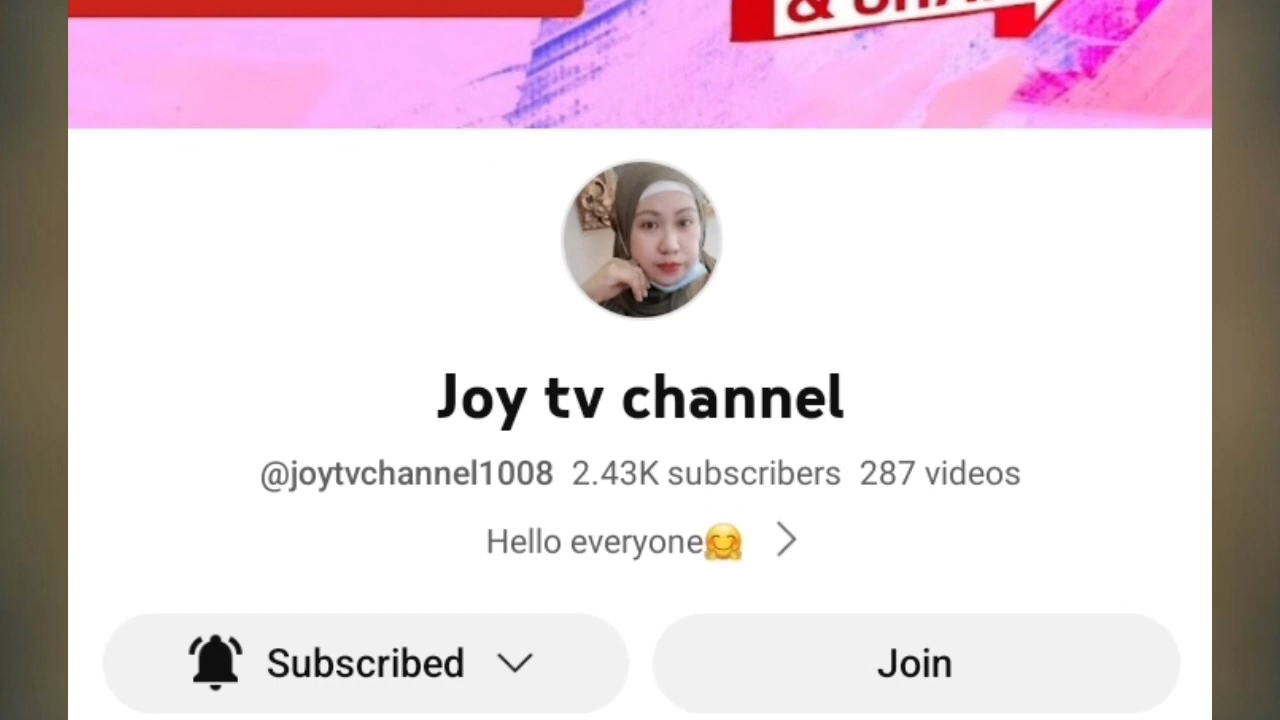 &
Joy tv channel
@joytvchannel1008 2.43K subscribers 287 videos
Hello everyone🤗
Subscribed
Join